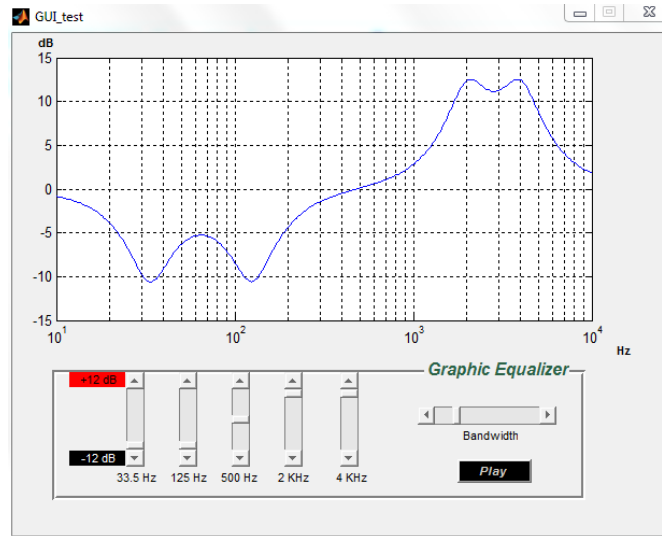 GUI_test
dB
15
10
5
0
-5
-10
-15
10^1 10^2 10^3 10^4
Hz
Graphic Equalizer
+12 dB
-12 dB
33.5 Hz 125 Hz 500 Hz 2 KHz 4 KHz
Bandwidth
Play